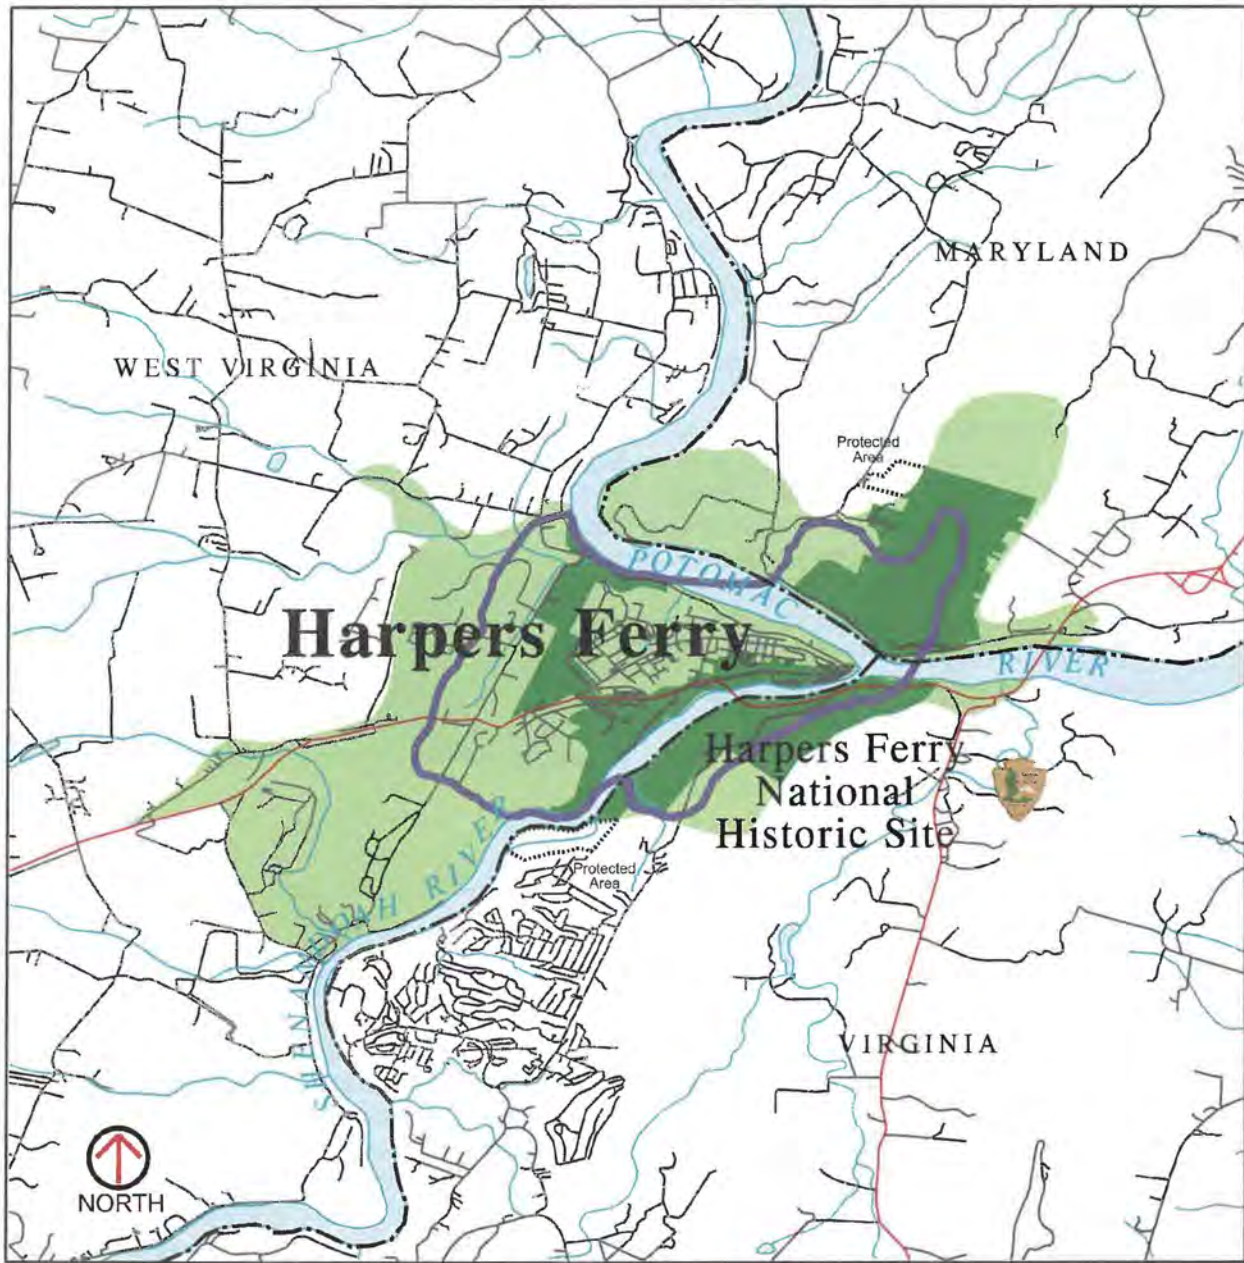 MARYLAND
WEST VIRGINIA
Protected
Area
POTOMAC
Harpers Ferry
RIVER
Harpers Ferry
National
Historic Site
SHENANDOAH RIVER
Protected
Area
VIRGINIA
NORTH